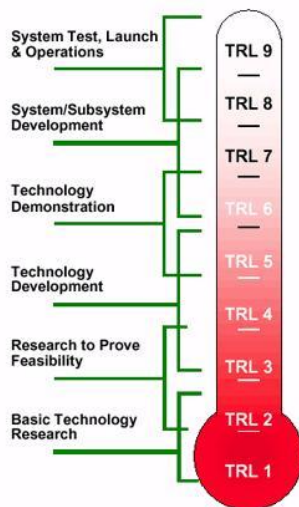 System Test, Launch
& Operations
System/Subsystem
Development
Technology
Demonstration
Technology
Development
Research to Prove
Feasibility
Basic Technology
Research
TRL 9
TRL 8
TRL 7
TRL 6
TRL 5
TRL 4
TRL 3
TRL 2
TRL 1